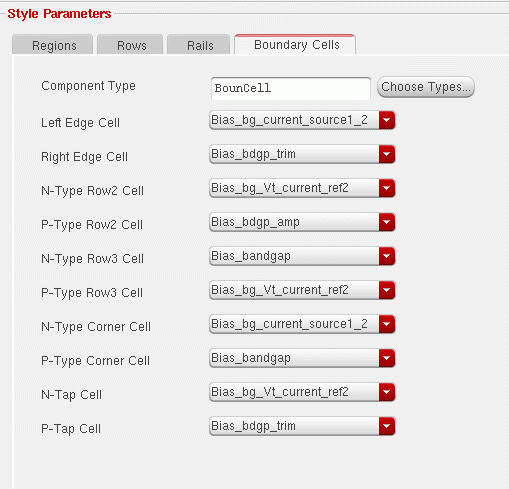 Style Parameters
Regions Rows Rails Boundary Cells
Component Type BounCell Choose Types...
Left Edge Cell Bias_bg_current_source1_2
Right Edge Cell Bias_bdgp_trim
N-Type Row2 Cell Bias_bg_Vt_current_ref2
P-Type Row2 Cell Bias_bdgp_amp
N-Type Row3 Cell Bias_bandgap
P-Type Row3 Cell Bias_bg_Vt_current_ref2
N-Type Corner Cell Bias_bg_current_source1_2
P-Type Corner Cell Bias_bandgap
N-Tap Cell Bias_bg_Vt_current_ref2
P-Tap Cell Bias_bdgp_trim